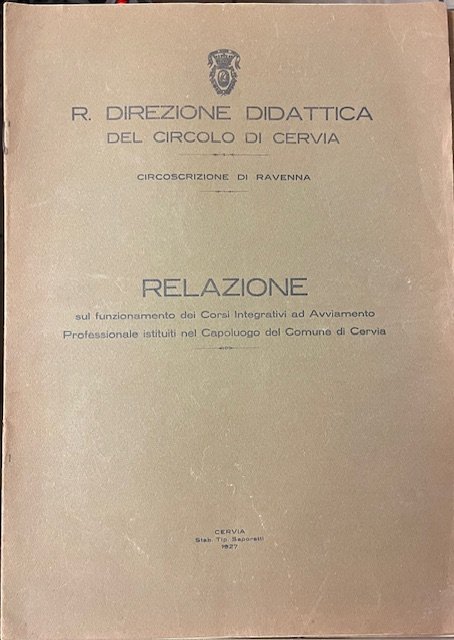 R. DIREZIONE DIDATTICA
DEL CIRCOLO DI CERVIA
CIRCOSCRIZIONE DI RAVENNA
RELAZIONE
sul funzionamento dei Corsi Integrativi ad Avviamento
Professionale istituiti nel Capoluogo del Comune di Cervia
CERVIA
Stab. Tip. Saporetti
1927